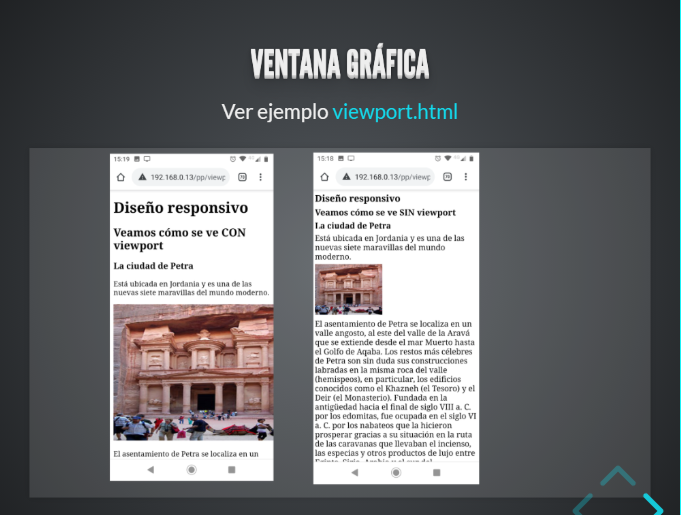 VENTANA GRÁFICA
Ver ejemplo viewport.html
15:19
192.168.0.13/pp/viewp
Diseño responsivo
Veamos cómo se ve CON
viewport
La ciudad de Petra
Está ubicada en Jordania y es una de las
nuevas siete maravillas del mundo moderno.
El asentamiento de Petra se localiza en un
15:18
192.168.0.13/pp/viewp
Diseño responsivo
Veamos cómo se ve SIN viewport
La ciudad de Petra
Está ubicada en Jordania y es una de las
nuevas siete maravillas del mundo
moderno.
El asentamiento de Petra se localiza en un
valle angosto, al este del valle de la Aravá
que se extiende desde el mar Muerto hasta
el Golfo de Aqaba. Los restos más célebres
de Petra son sin duda sus construcciones
labradas en la misma roca del valle
(hemispeos), en particular, los edificios
conocidos como el Khazneh (el Tesoro) y el
Deir (el Monasterio). Fundada en la
antigüedad hacia el final de siglo VIII a. C.
por los edomitas, fue ocupada en el siglo VI
a. C. por los nabateos que la hicieron
prosperar gracias a su situación en la ruta
de las caravanas que llevaban el incienso,
las especias y otros productos de lujo entre